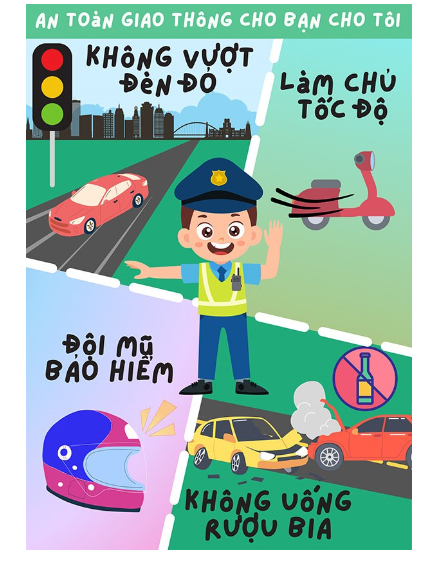 AN TOÀN GIAO THÔNG CHO BẠN CHO TÔI
KHÔNG VƯỢT
ĐÈN ĐỎ
LÀM CHỦ
TỐC ĐỘ
ĐỘI MŨ
BẢO HIỂM
KHÔNG UỐNG
RƯỢU BIA